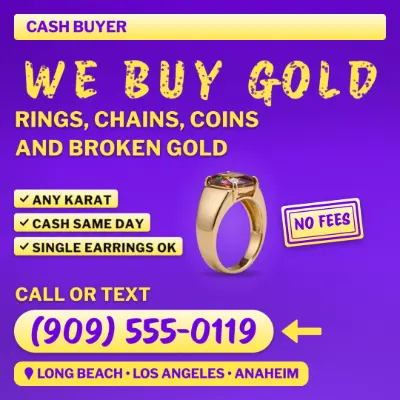 CASH BUYER
WE BUY GOLD
RINGS, CHAINS, COINS
AND BROKEN GOLD
✓ ANY KARAT
✓ CASH SAME DAY
✓ SINGLE EARRINGS OK
NO FEES
CALL OR TEXT
(909) 555-0119
LONG BEACH • LOS ANGELES • ANAHEIM